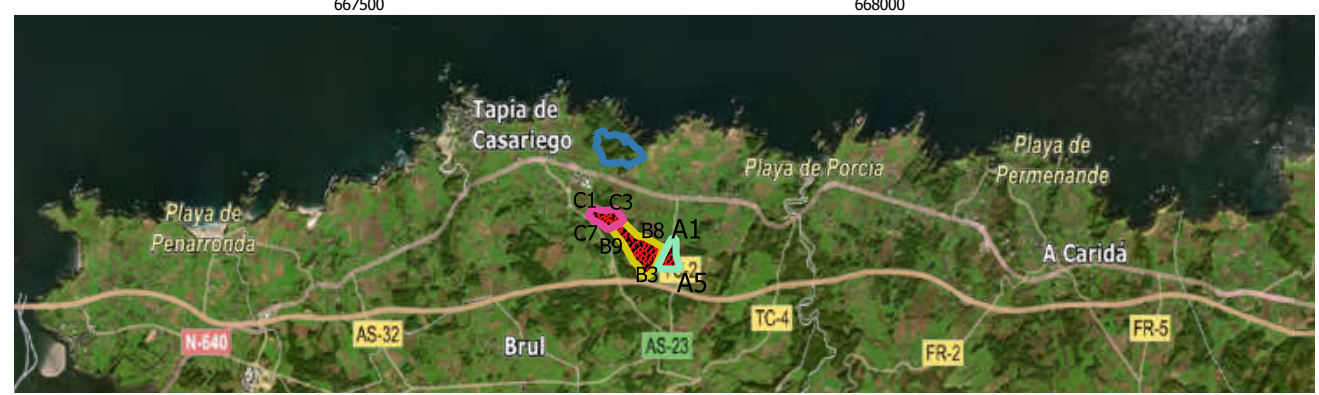 667500
668000
Tapia de
Casariego
Playa de
Permenande
Playa de Porcia
C1
C3
Playa de
Penarronda
C7
B9
B8
A1
A Caridá
B3
A5
TC-4
FR-5
N-640
AS-32
Brul
AS-23
FR-2